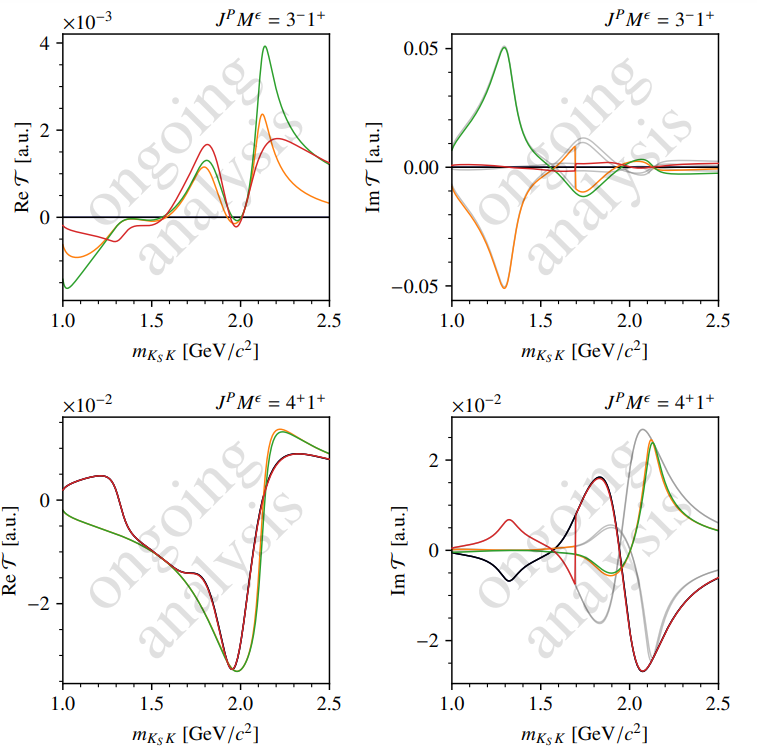 ×10⁻³
J^P M^ϵ = 3⁻1⁺
J^P M^ϵ = 3⁻1⁺
4
2
0
Re 𝒯 [a.u.]
ongoing
analysis
1.0 1.5 2.0 2.5
m_{K_S K} [GeV/c²]
0.05
0.00
−0.05
Im 𝒯 [a.u.]
ongoing
analysis
1.0 1.5 2.0 2.5
m_{K_S K} [GeV/c²]
×10⁻²
J^P M^ϵ = 4⁺1⁺
0
−2
Re 𝒯 [a.u.]
ongoing
analysis
1.0 1.5 2.0 2.5
m_{K_S K} [GeV/c²]
×10⁻²
J^P M^ϵ = 4⁺1⁺
2
0
−2
Im 𝒯 [a.u.]
ongoing
analysis
1.0 1.5 2.0 2.5
m_{K_S K} [GeV/c²]